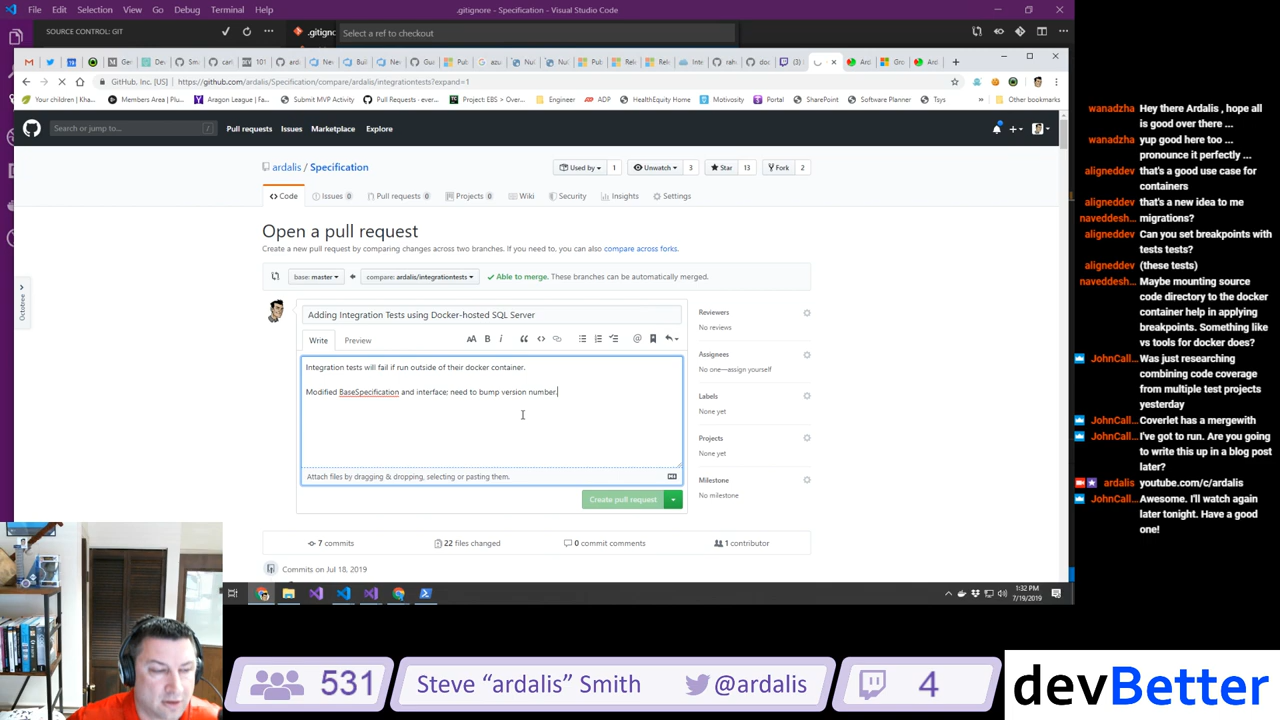 File Edit Selection View Go Debug Terminal Help
.gitignore - Specification - Visual Studio Code
SOURCE CONTROL: GIT
.gitignc
Select a ref to checkout
GitHub, Inc. [US] https://github.com/ardalis/Specification/compare/ardalis/integrationtests?expand=1
Your children | Kha... Members Area | Plu... Aragon League | Fa... Submit MVP Activity Pull Requests · ever... Project: EBS > Over... Engineer ADP HealthEquity Home Motivosity Portal SharePoint Software Planner Tsys » Other bookmarks
Search or jump to... / Pull requests Issues Marketplace Explore
ardalis / Specification
Used by 1 Unwatch 3 Star 13 Fork 2
Code Issues 0 Pull requests 0 Projects 0 Wiki Security Insights Settings
Open a pull request
Create a new pull request by comparing changes across two branches. If you need to, you can also compare across forks.
base: master compare: ardalis/integrationtests Able to merge. These branches can be automatically merged.
Adding Integration Tests using Docker-hosted SQL Server
Write Preview
Integration tests will fail if run outside of their docker container.
Modified BaseSpecification and interface; need to bump version number.
Attach files by dragging & dropping, selecting or pasting them.
Create pull request
Reviewers
No reviews
Assignees
No one—assign yourself
Labels
None yet
Projects
None yet
Milestone
No milestone
7 commits 22 files changed 0 commit comments 1 contributor
Commits on Jul 18, 2019
Octotree
1:32 PM
7/19/2019
wanadzha Hey there Ardalis , hope all
is good over there ...
wanadzha yup good here too ...
pronounce it perfectly ...
aligneddev that's a good use case for
containers
aligneddev that's a new idea to me
naveddesh... migrations?
aligneddev Can you set breakpoints with
tests tests?
aligneddev (these tests)
naveddesh... Maybe mounting source
code directory to the docker
container help in applying
breakpoints. Something like
vs tools for docker does?
JohnCall... Was just researching
combining code coverage
from multiple test projects
yesterday
JohnCall... Coverlet has a mergewith
JohnCall... I've got to run. Are you going
to write this up in a blog post
later?
ardalis youtube.com/c/ardalis
JohnCall... Awesome. I'll watch again
later tonight. Have a good
one!
531
Steve "ardalis" Smith @ardalis
4
devBetter